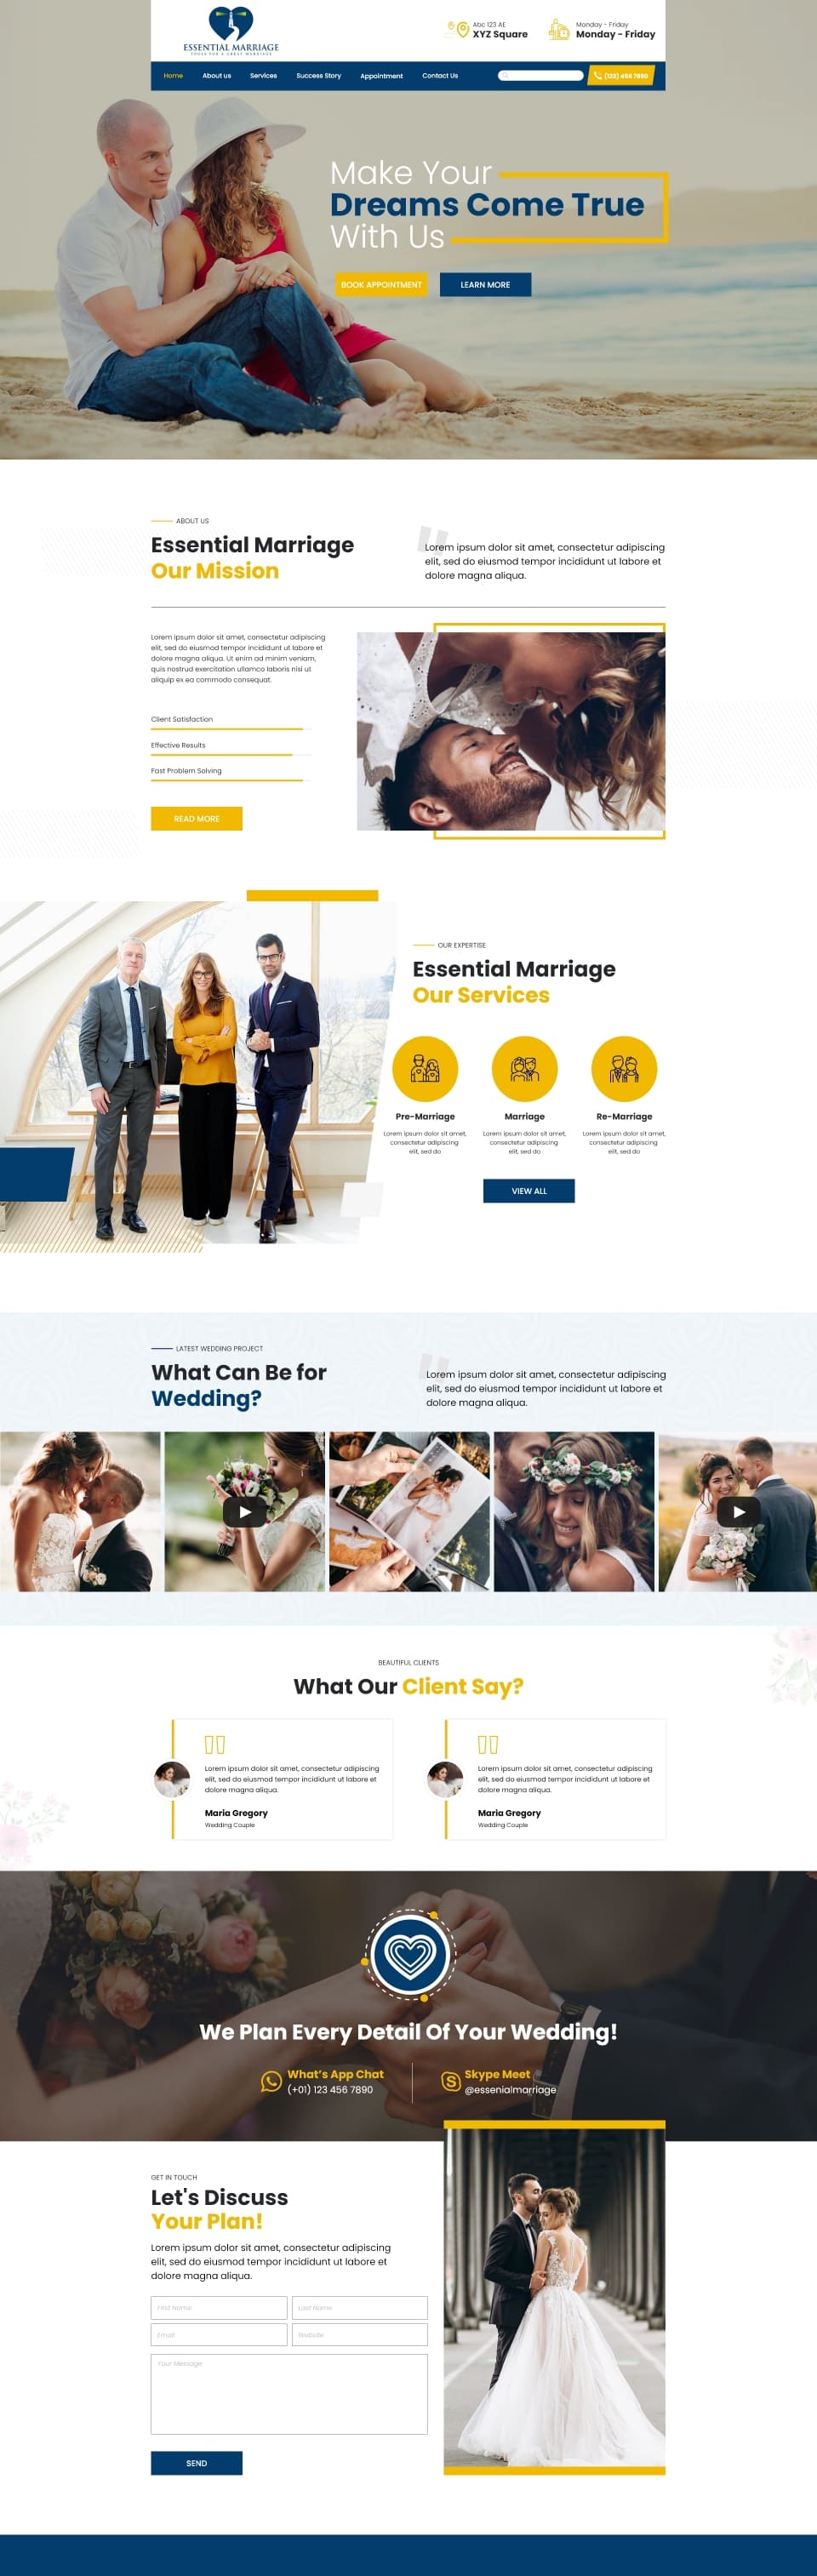 ESSENTIAL MARRIAGE
TOOLS FOR A GREAT MARRIAGE
Abc 123 AE
XYZ Square
Monday - Friday
Monday - Friday
Home About us Services Success Story Appointment Contact Us
(123) 456 7890
Make Your
Dreams Come True
With Us
BOOK APPOINTMENT LEARN MORE
ABOUT US
Essential Marriage
Our Mission
Lorem ipsum dolor sit amet, consectetur adipiscing
elit, sed do eiusmod tempor incididunt ut labore et
dolore magna aliqua.
Lorem ipsum dolor sit amet, consectetur adipiscing
elit, sed do eiusmod tempor incididunt ut labore et
dolore magna aliqua. Ut enim ad minim veniam,
quis nostrud exercitation ullamco laboris nisi ut
aliquip ex ea commodo consequat.
Client Satisfaction
Effective Results
Fast Problem Solving
READ MORE
OUR EXPERTISE
Essential Marriage
Our Services
Pre-Marriage
Lorem ipsum dolor sit amet,
consectetur adipiscing
elit, sed do
Marriage
Lorem ipsum dolor sit amet,
consectetur adipiscing
elit, sed do
Re-Marriage
Lorem ipsum dolor sit amet,
consectetur adipiscing
elit, sed do
VIEW ALL
LATEST WEDDING PROJECT
What Can Be for
Wedding?
Lorem ipsum dolor sit amet, consectetur adipiscing
elit, sed do eiusmod tempor incididunt ut labore et
dolore magna aliqua.
BEAUTIFUL CLIENTS
What Our Client Say?
Lorem ipsum dolor sit amet, consectetur adipiscing
elit, sed do eiusmod tempor incididunt ut labore et
dolore magna aliqua.
Maria Gregory
Wedding Couple
Lorem ipsum dolor sit amet, consectetur adipiscing
elit, sed do eiusmod tempor incididunt ut labore et
dolore magna aliqua.
Maria Gregory
Wedding Couple
We Plan Every Detail Of Your Wedding!
What's App Chat
(+01) 123 456 7890
Skype Meet
@essenialmarriage
GET IN TOUCH
Let's Discuss
Your Plan!
Lorem ipsum dolor sit amet, consectetur adipiscing
elit, sed do eiusmod tempor incididunt ut labore et
dolore magna aliqua.
First Name Last Name
Email Website
Your Message
SEND